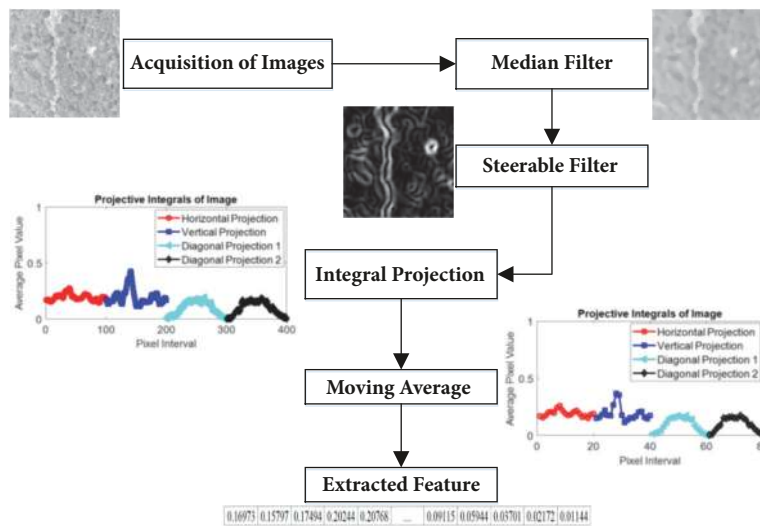 Acquisition of Images
Median Filter
Steerable Filter
Projective Integrals of Image
1
0.5
0
Average Pixel Value
Horizontal Projection
Vertical Projection
Diagonal Projection 1
Diagonal Projection 2
0 100 200 300 400
Pixel Interval
Integral Projection
Projective Integrals of Image
1
0.5
0
Average Pixel Value
Horizontal Projection
Vertical Projection
Diagonal Projection 1
Diagonal Projection 2
0 20 40 60 80
Pixel Interval
Moving Average
Extracted Feature
0.16973 0.15797 0.17494 0.20244 0.20768 ... 0.09115 0.05944 0.03701 0.02172 0.01144